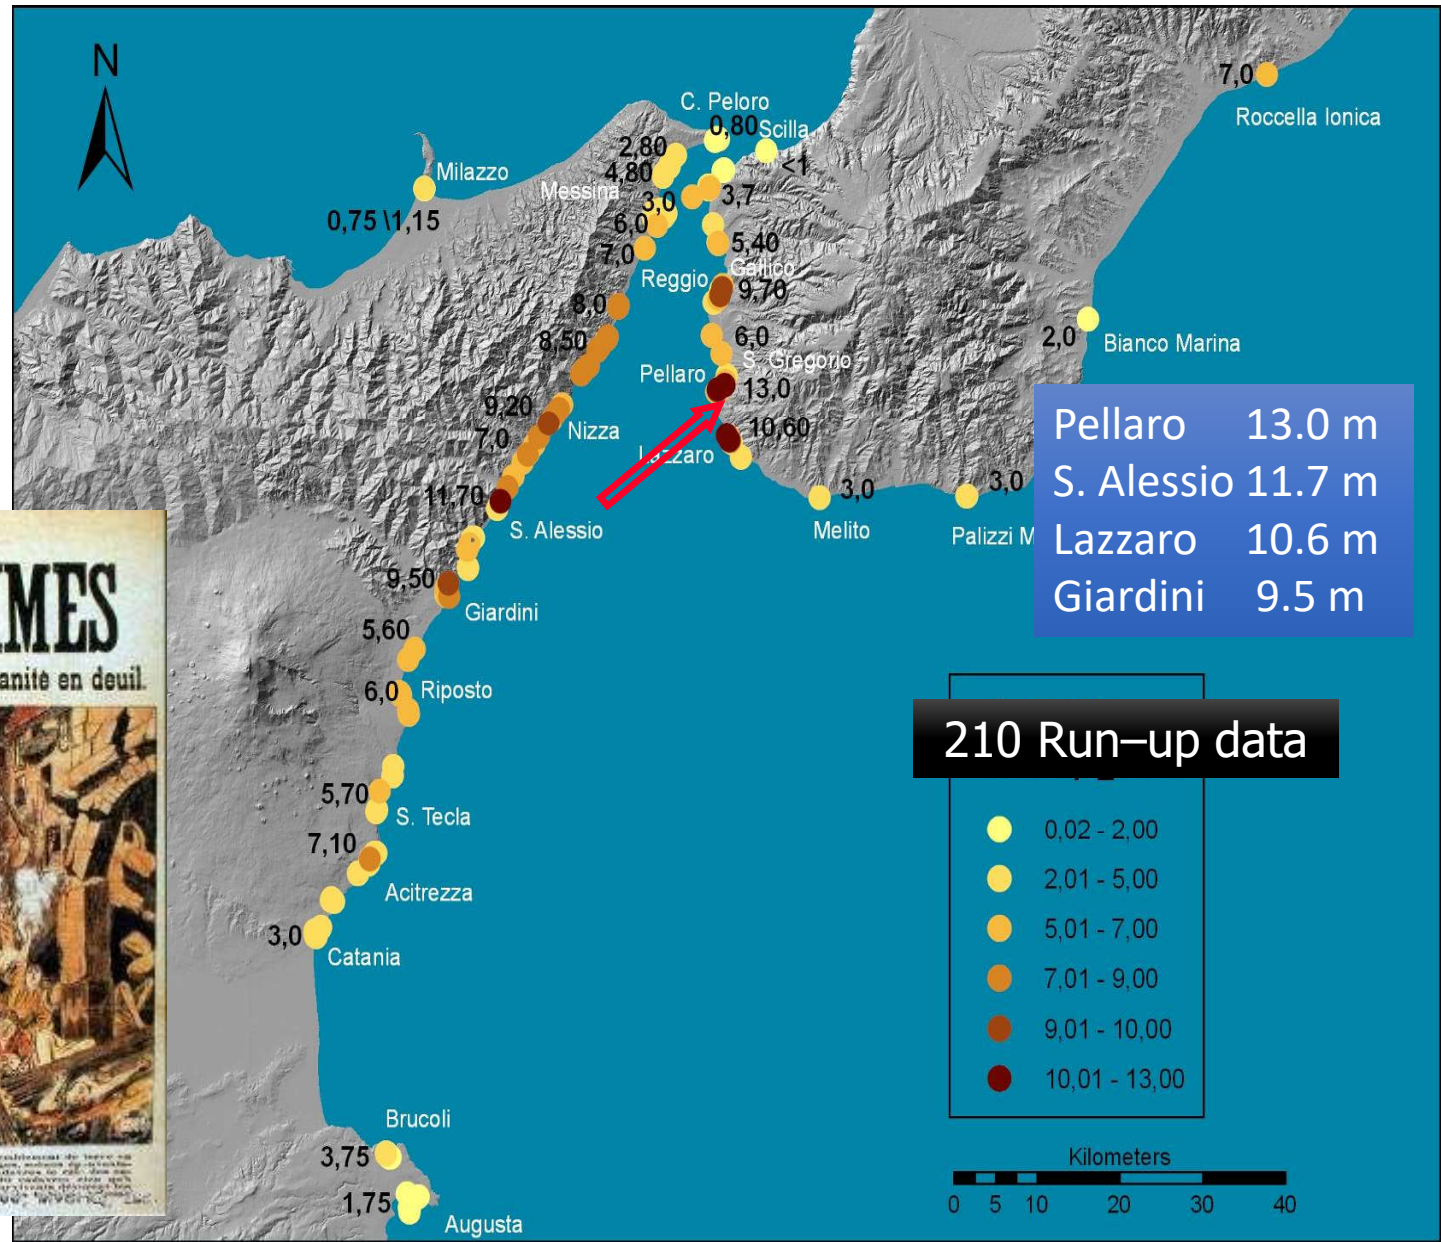 N
C. Peloro
0,80
Scilla
<1
7,0
Roccella Ionica
2,80
4,80
Milazzo
0,75 \1,15
Messina
3,0
3,7
6,0
7,0
5,40
Gallico
Reggio
9,70
8,0
8,50
6,0
S. Gregorio
2,0
Bianco Marina
Pellaro
13,0
9,20
Nizza
7,0
10,60
Lazzaro
11,70
S. Alessio
3,0
Melito
3,0
Palizzi M
Pellaro 13.0 m
S. Alessio 11.7 m
Lazzaro 10.6 m
Giardini 9.5 m
9,50
Giardini
5,60
6,0
Riposto
5,70
S. Tecla
7,10
Acitrezza
3,0
Catania
Brucoli
3,75
1,75
Augusta
MES
anité en deuil.
210 Run–up data
0,02 - 2,00
2,01 - 5,00
5,01 - 7,00
7,01 - 9,00
9,01 - 10,00
10,01 - 13,00
Kilometers
0 5 10 20 30 40